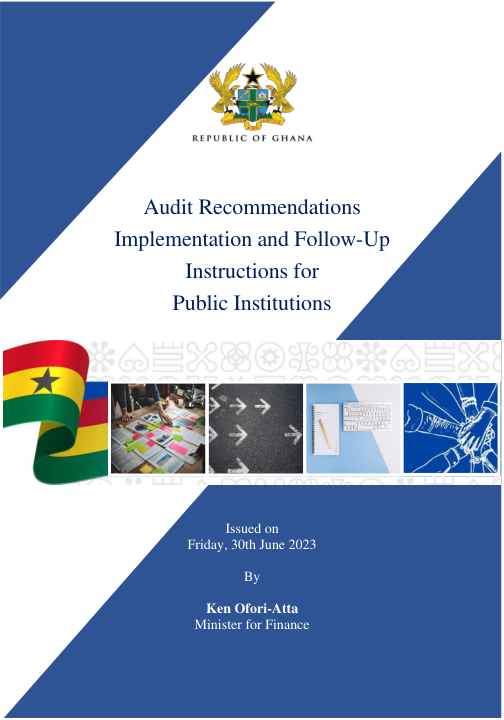 REPUBLIC OF GHANA
Audit Recommendations
Implementation and Follow-Up
Instructions for
Public Institutions
Issued on
Friday, 30th June 2023
By
Ken Ofori-Atta
Minister for Finance